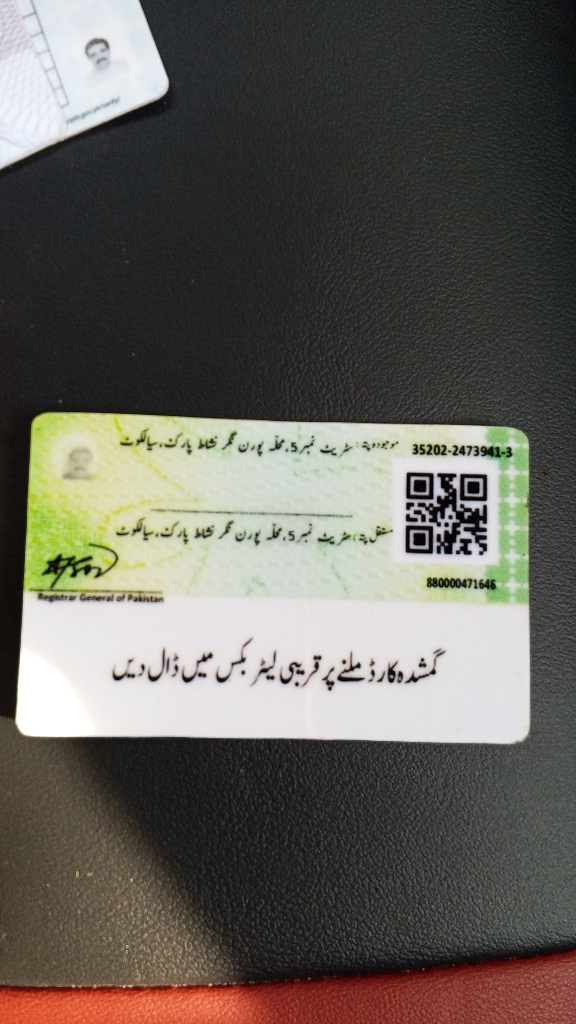 موجودہ پتہ: سٹریٹ نمبر 5، محلہ پورن نگر نشاط پارک، سیالکوٹ
35202-2473941-3
مستقل پتہ: سٹریٹ نمبر 5، محلہ پورن نگر نشاط پارک، سیالکوٹ
880000471646
Registrar General of Pakistan
گمشدہ کارڈ ملنے پر قریبی لیٹر بکس میں ڈال دیں